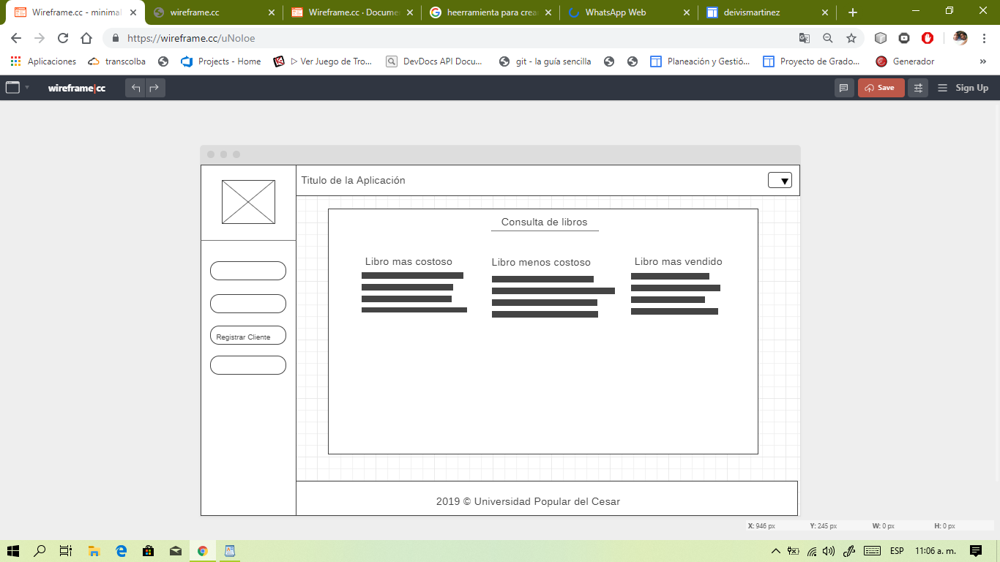 Wireframe.cc - minimal
wireframe.cc
Wireframe.cc · Docume
heerramienta para crea
WhatsApp Web
deivismartinez
https://wireframe.cc/uNoIoe
Aplicaciones
transcolba
Projects - Home
▷ Ver Juego de Tro...
DevDocs API Docu...
git - la guía sencilla
Planeación y Gestió...
Proyecto de Grado...
Generador
»
wireframe|cc
Save
Sign Up
Titulo de la Aplicación
Consulta de libros
Libro mas costoso
Libro menos costoso
Libro mas vendido
Registrar Cliente
2019 © Universidad Popular del Cesar
X: 946 px Y: 245 px W: 0 px H: 0 px
ESP 11:06 a. m.